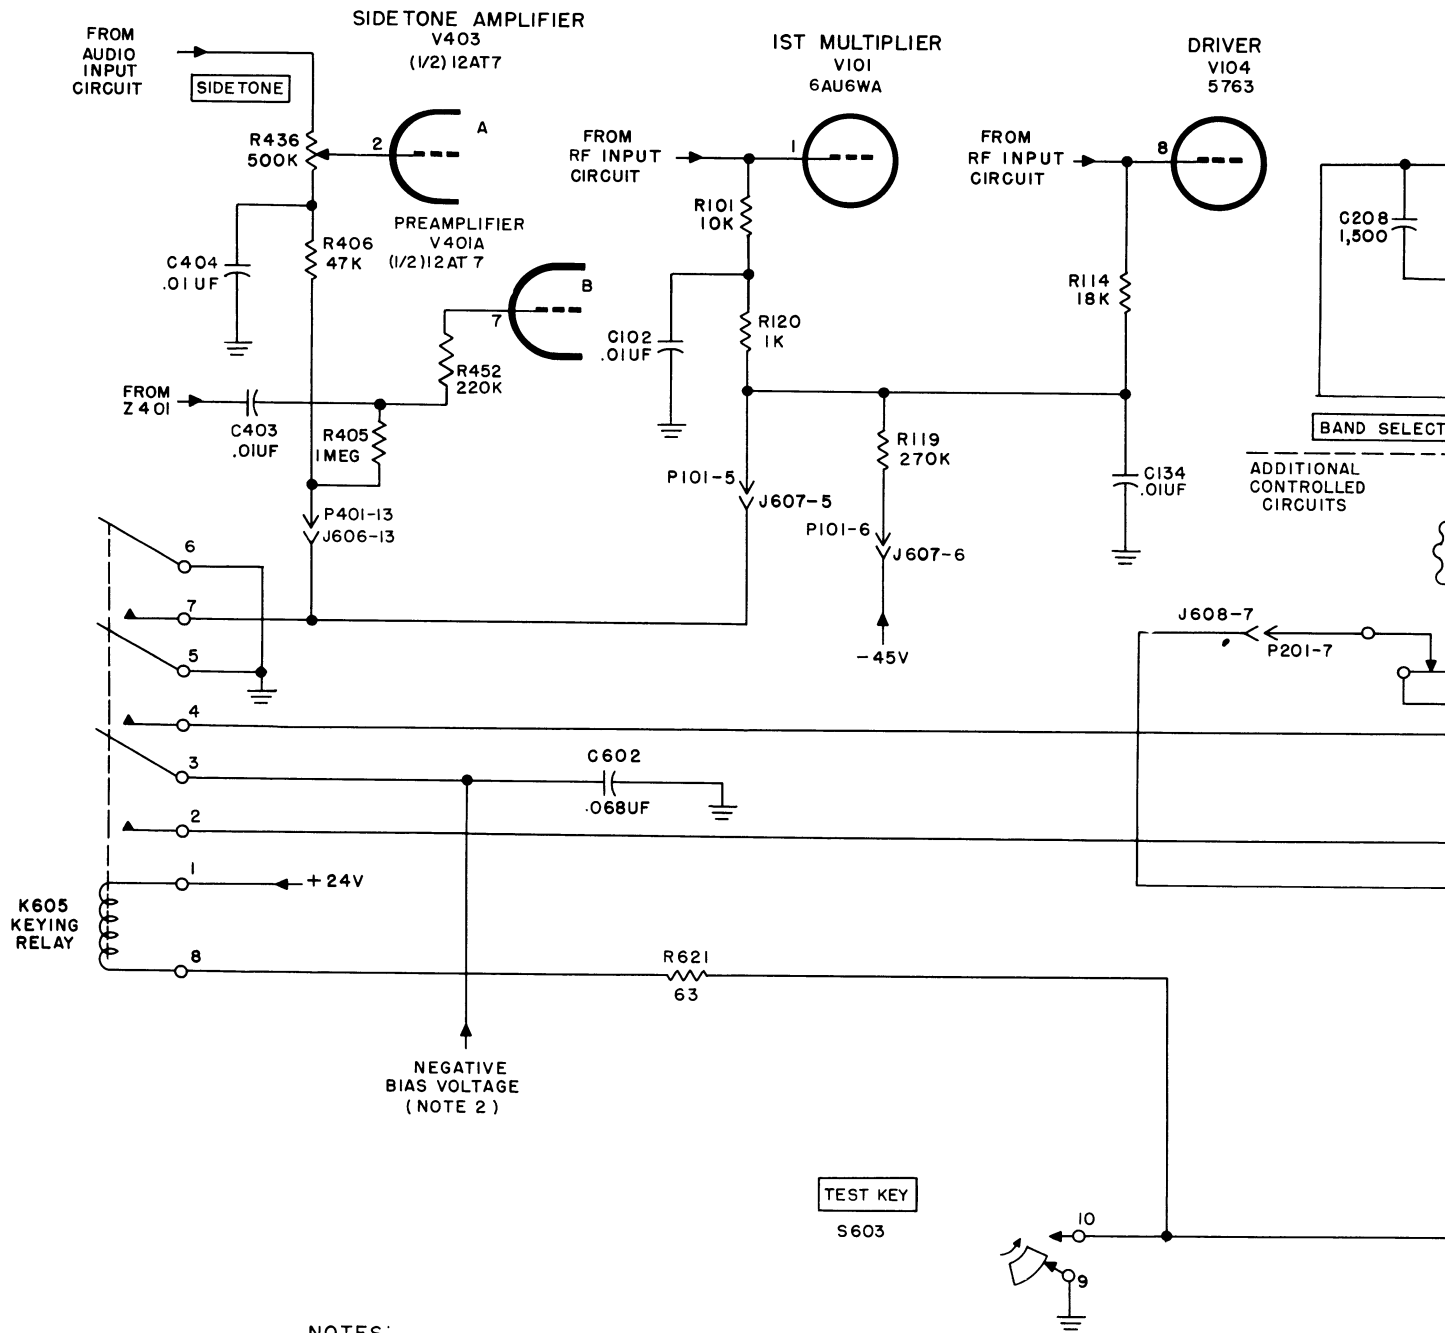 FROM
AUDIO
INPUT
CIRCUIT
SIDETONE
SIDETONE AMPLIFIER
V403
(1/2) 12AT7
R436
500K
2
A
C404
.01UF
R406
47K
PREAMPLIFIER
V401A
(1/2) 12AT7
7
B
FROM
Z401
C403
.01UF
R452
220K
R405
1MEG
P401-13
J606-13
1ST MULTIPLIER
V101
6AU6WA
FROM
RF INPUT
CIRCUIT
1
R101
10K
C102
.01UF
R120
1K
P101-5
J607-5
R119
270K
P101-6
J607-6
-45V
DRIVER
V104
5763
FROM
RF INPUT
CIRCUIT
8
R114
18K
C134
.01UF
C208
1,500
BAND SELECT
ADDITIONAL
CONTROLLED
CIRCUITS
J608-7
P201-7
6
7
5
4
3
2
1
+24V
8
K605
KEYING
RELAY
C602
.068UF
R621
63
NEGATIVE
BIAS VOLTAGE
(NOTE 2)
TEST KEY
S603
10
9
NOTES: